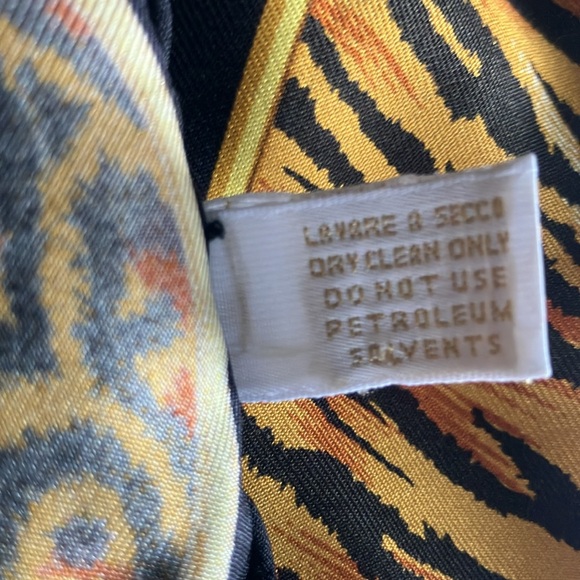 LAVARE A SECCO
DRY CLEAN ONLY
DO NOT USE
PETROLEUM
SOLVENTS